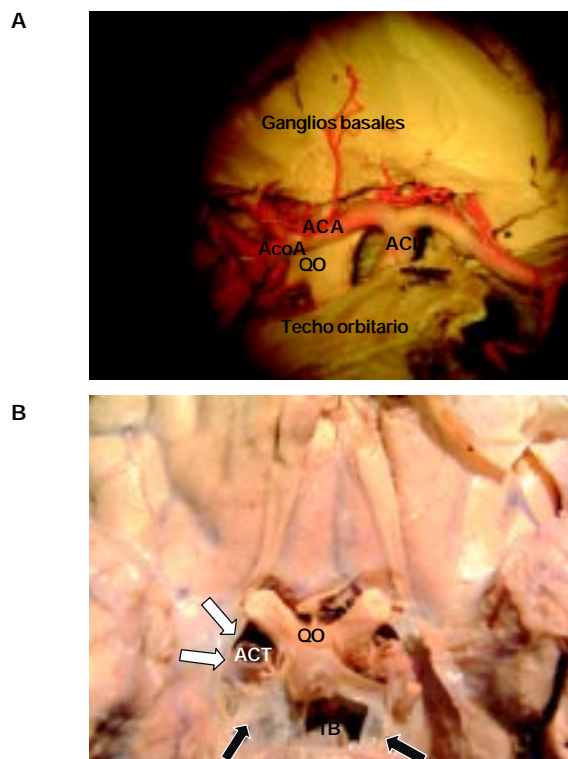 A
Ganglios basales
ACA
AcoA
ACI
QO
Techo orbitario
B
QO
ACT
TB